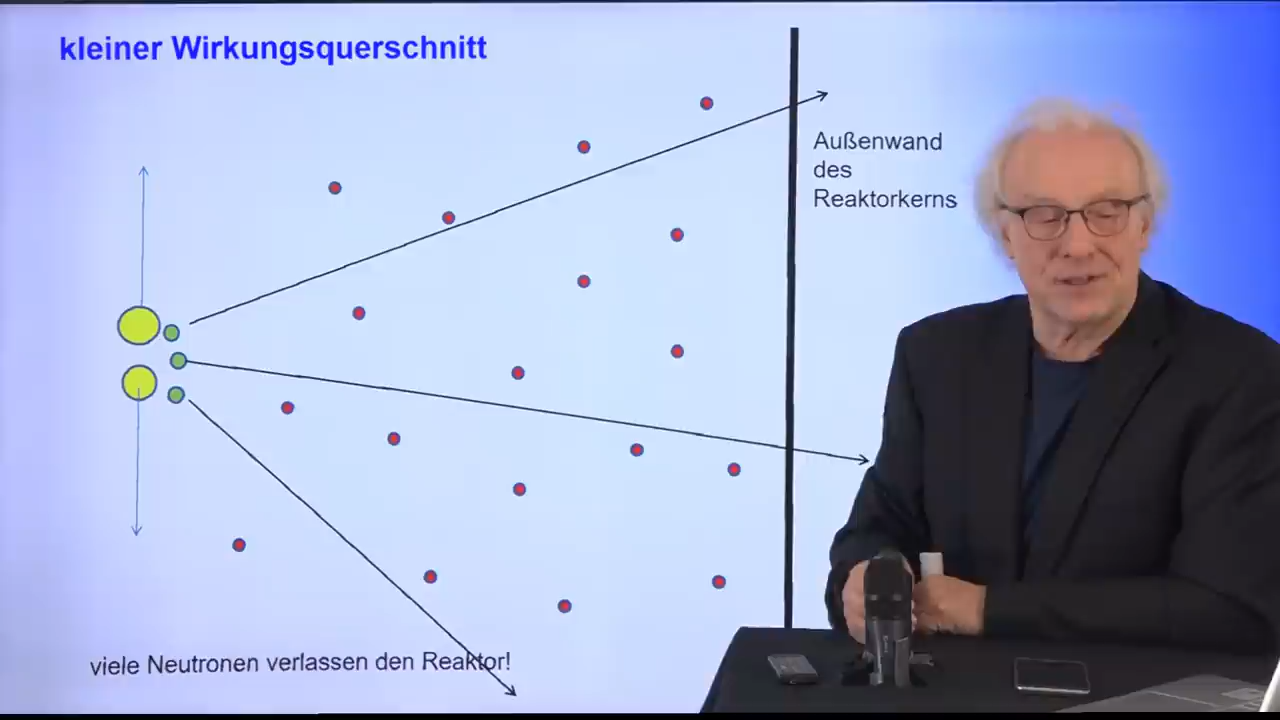 kleiner Wirkungsquerschnitt
Außenwand
des
Reaktorkerns
viele Neutronen verlassen den Reaktor!